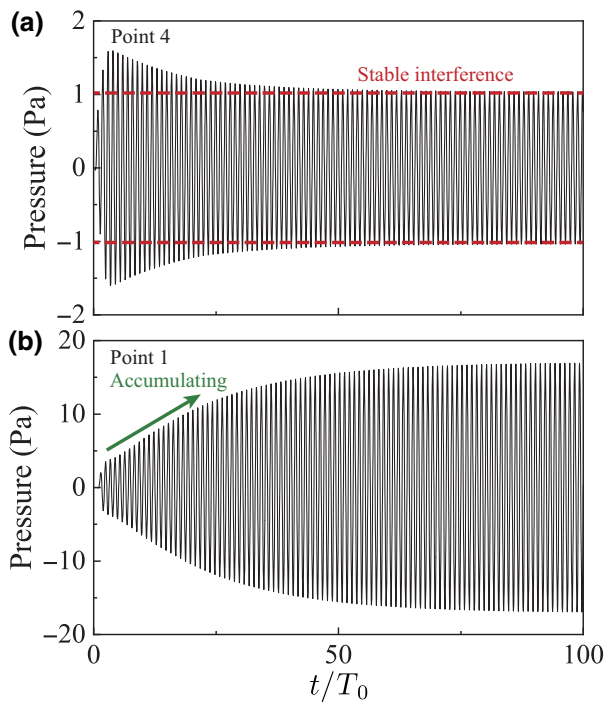 (a)
Point 4
Stable interference
Pressure (Pa)
2
1
0
-1
-2
(b)
Point 1
Accumulating
Pressure (Pa)
20
10
0
-10
-20
0
50
100
t/T₀